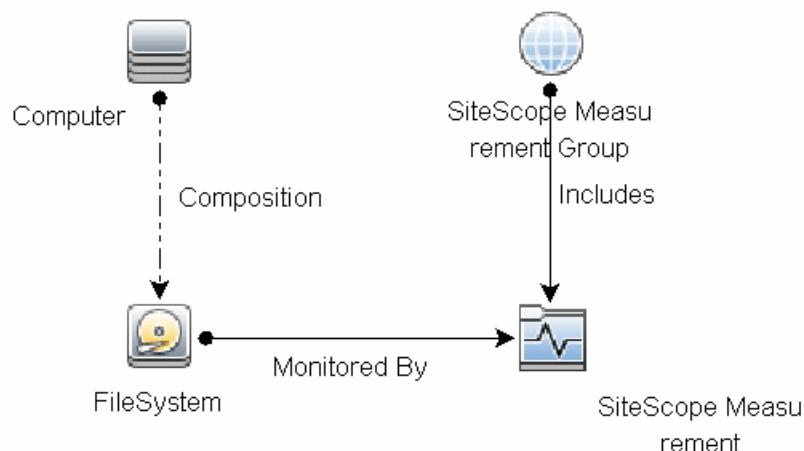 Computer
SiteScope Measu
rement Group
Composition
Includes
Monitored By
FileSystem
SiteScope Measu
rement